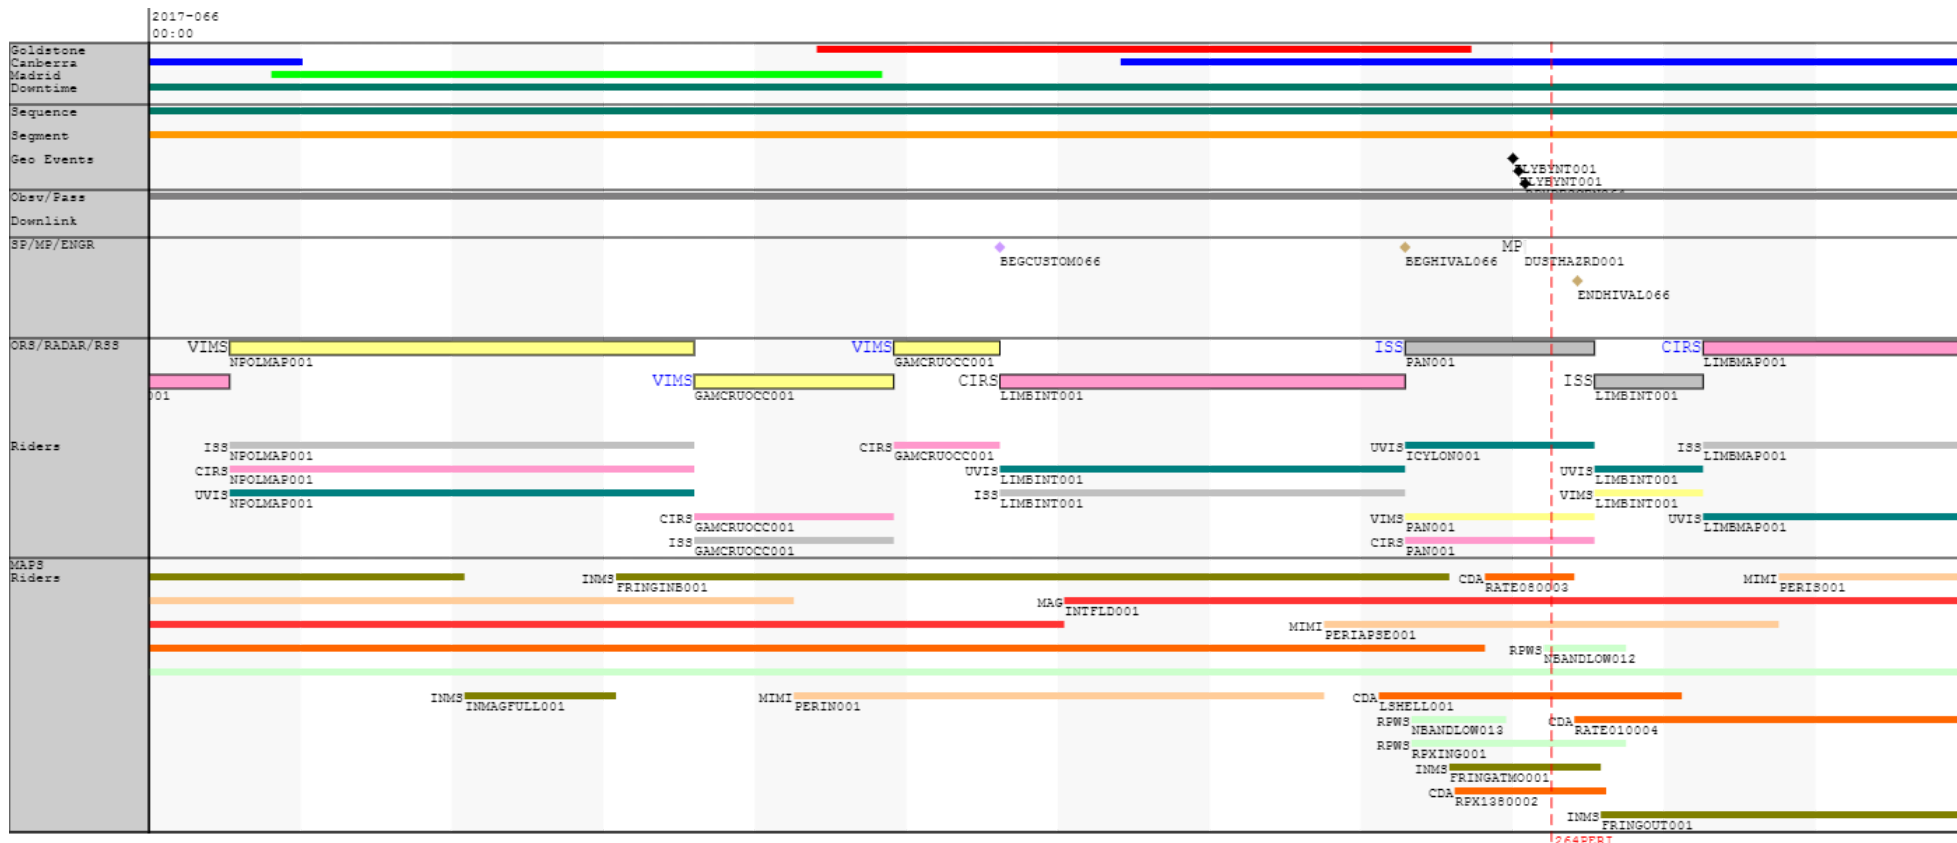 2017-066
00:00
Goldstone
Canberra
Madrid
Downtime
Sequence
Segment
Geo Events
FLYBYNT001
FLYBYNT001
Obsv/Pass
Downlink
SP/MP/ENGR
MP
BEGCUSTOM066
BEGHIVAL066
DUSTHAZRD001
ENDHIVAL066
ORS/RADAR/RSS
VIMS
NPOLMAP001
VIMS
GAMCRUOCC001
ISS
PAN001
CIRS
LIMBMAP001
001
VIMS
GAMCRUOCC001
CIRS
LIMBINT001
ISS
LIMBINT001
Riders
ISS
NPOLMAP001
CIRS
GAMCRUOCC001
UVIS
ICYLON001
ISS
LIMBMAP001
CIRS
NPOLMAP001
UVIS
LIMBINT001
UVIS
LIMBINT001
UVIS
NPOLMAP001
ISS
LIMBINT001
VIMS
LIMBINT001
CIRS
GAMCRUOCC001
VIMS
PAN001
UVIS
LIMBMAP001
ISS
GAMCRUOCC001
CIRS
PAN001
MAPS
Riders
INMS
FRINGINB001
CDA
RATE080003
MIMI
PERIS001
MAG
INTFLD001
MIMI
PERIAPSE001
RPWS
NBANDLOW012
INMS
INMAGFULL001
MIMI
PERIN001
CDA
LSHELL001
RPWS
NBANDLOW013
CDA
RATE010004
RPWS
RPXING001
INMS
FRINGATMO001
CDA
RPX1380002
INMS
FRINGOUT001
264PERI